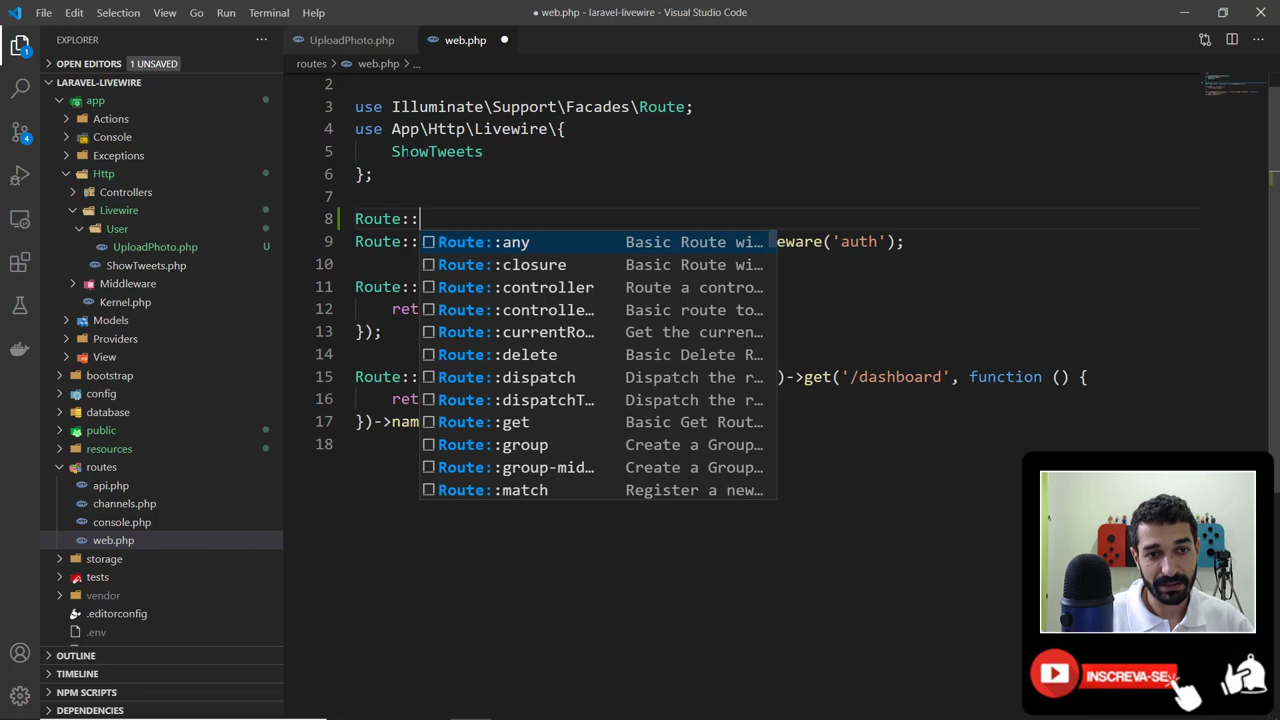 File Edit Selection View Go Run Terminal Help
● web.php - laravel-livewire - Visual Studio Code
EXPLORER
UploadPhoto.php
web.php
OPEN EDITORS 1 UNSAVED
routes > web.php > ...
LARAVEL-LIVEWIRE
app
Actions
Console
Exceptions
Http
Controllers
Livewire
User
UploadPhoto.php U
ShowTweets.php
Middleware
Kernel.php
Models
Providers
View
bootstrap
config
database
public
resources
routes
api.php
channels.php
console.php
web.php
storage
tests
vendor
.editorconfig
.env
OUTLINE
TIMELINE
NPM SCRIPTS
DEPENDENCIES
1
4
2
3 use Illuminate\Support\Facades\Route;
4 use App\Http\Livewire\{
5 ShowTweets
6 };
7
8 Route::
9 Route:: eware('auth');
10
11 Route::
12 ret
13 });
14
15 Route:: )->get('/dashboard', function () {
16 ret
17 })->nam
18
Route::any Basic Route wi…
Route::closure Basic Route wi…
Route::controller Route a contro…
Route::controlle… Basic route to…
Route::currentRo… Get the curren…
Route::delete Basic Delete R…
Route::dispatch Dispatch the r…
Route::dispatchT… Dispatch the r…
Route::get Basic Get Rout…
Route::group Create a Group…
Route::group-mid… Create a Group…
Route::match Register a new…
INSCREVA-SE